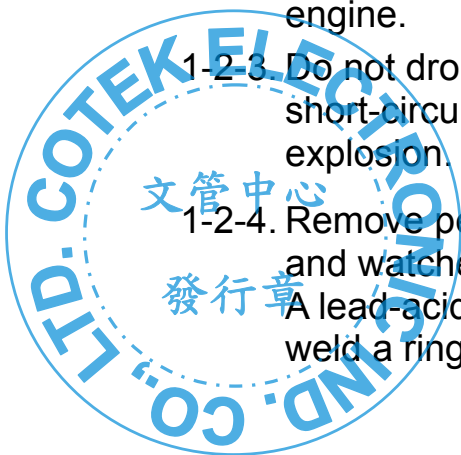 engine.
1-2-3. Do not dro
short-circu
explosion.
1-2-4. Remove pe
and watche
A lead-acid
weld a ring
COTEK ELECTRONIC IND. CO., LTD.
文管中心
發行章